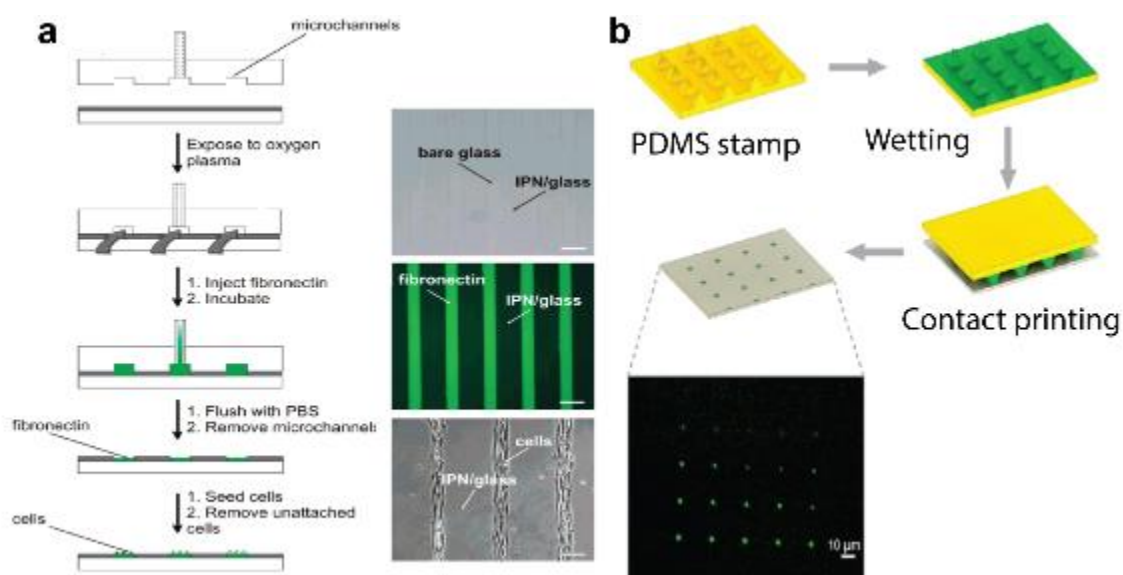 a
microchannels
Expose to oxygen
plasma
1. Inject fibronectin
2. Incubate
1. Flush with PBS
2. Remove microchannels
fibronectin
1. Seed cells
2. Remove unattached
cells
cells
bare glass
IPN/glass
fibronectin
IPN/glass
cells
IPN/glass
b
PDMS stamp
Wetting
Contact printing
10 µm